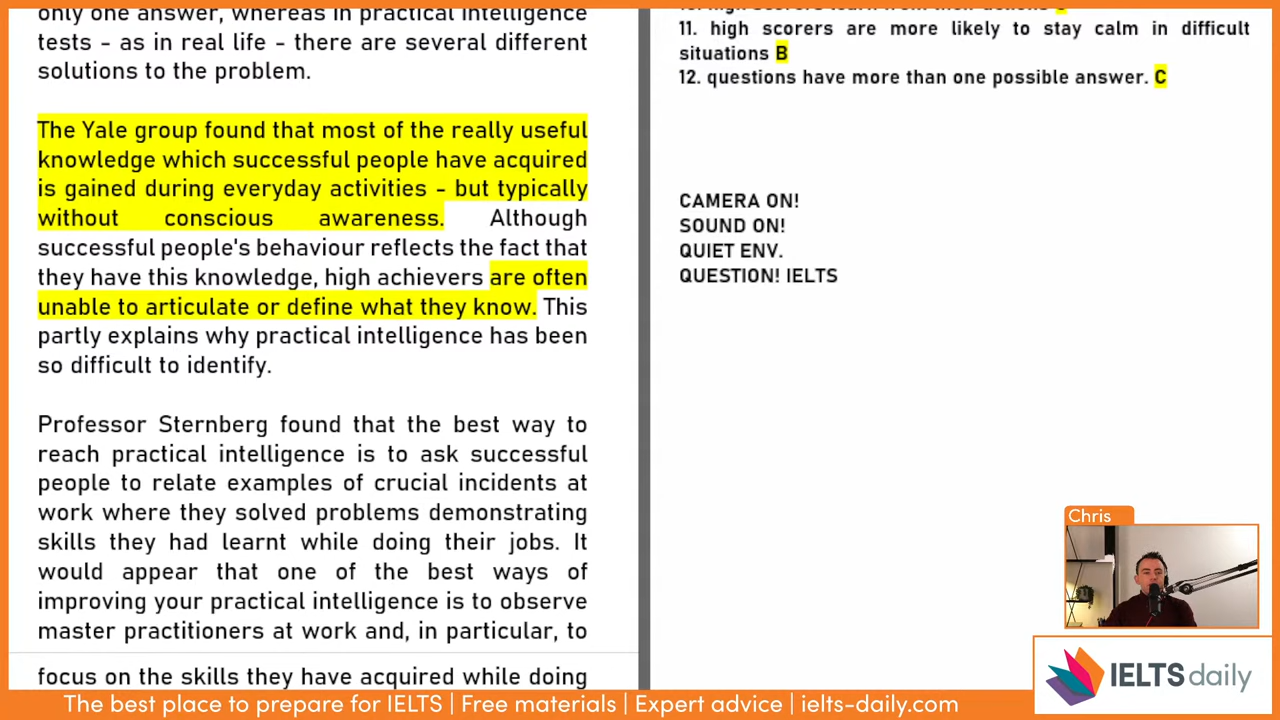 only one answer, whereas in practical intelligence
tests - as in real life - there are several different
solutions to the problem.
The Yale group found that most of the really useful
knowledge which successful people have acquired
is gained during everyday activities - but typically
without conscious awareness. Although
successful people's behaviour reflects the fact that
they have this knowledge, high achievers are often
unable to articulate or define what they know. This
partly explains why practical intelligence has been
so difficult to identify.
Professor Sternberg found that the best way to
reach practical intelligence is to ask successful
people to relate examples of crucial incidents at
work where they solved problems demonstrating
skills they had learnt while doing their jobs. It
would appear that one of the best ways of
improving your practical intelligence is to observe
master practitioners at work and, in particular, to
focus on the skills they have acquired while doing
11. high scorers are more likely to stay calm in difficult
situations B
12. questions have more than one possible answer. C
CAMERA ON!
SOUND ON!
QUIET ENV.
QUESTION! IELTS
Chris
IELTS daily
The best place to prepare for IELTS | Free materials | Expert advice | ielts-daily.com